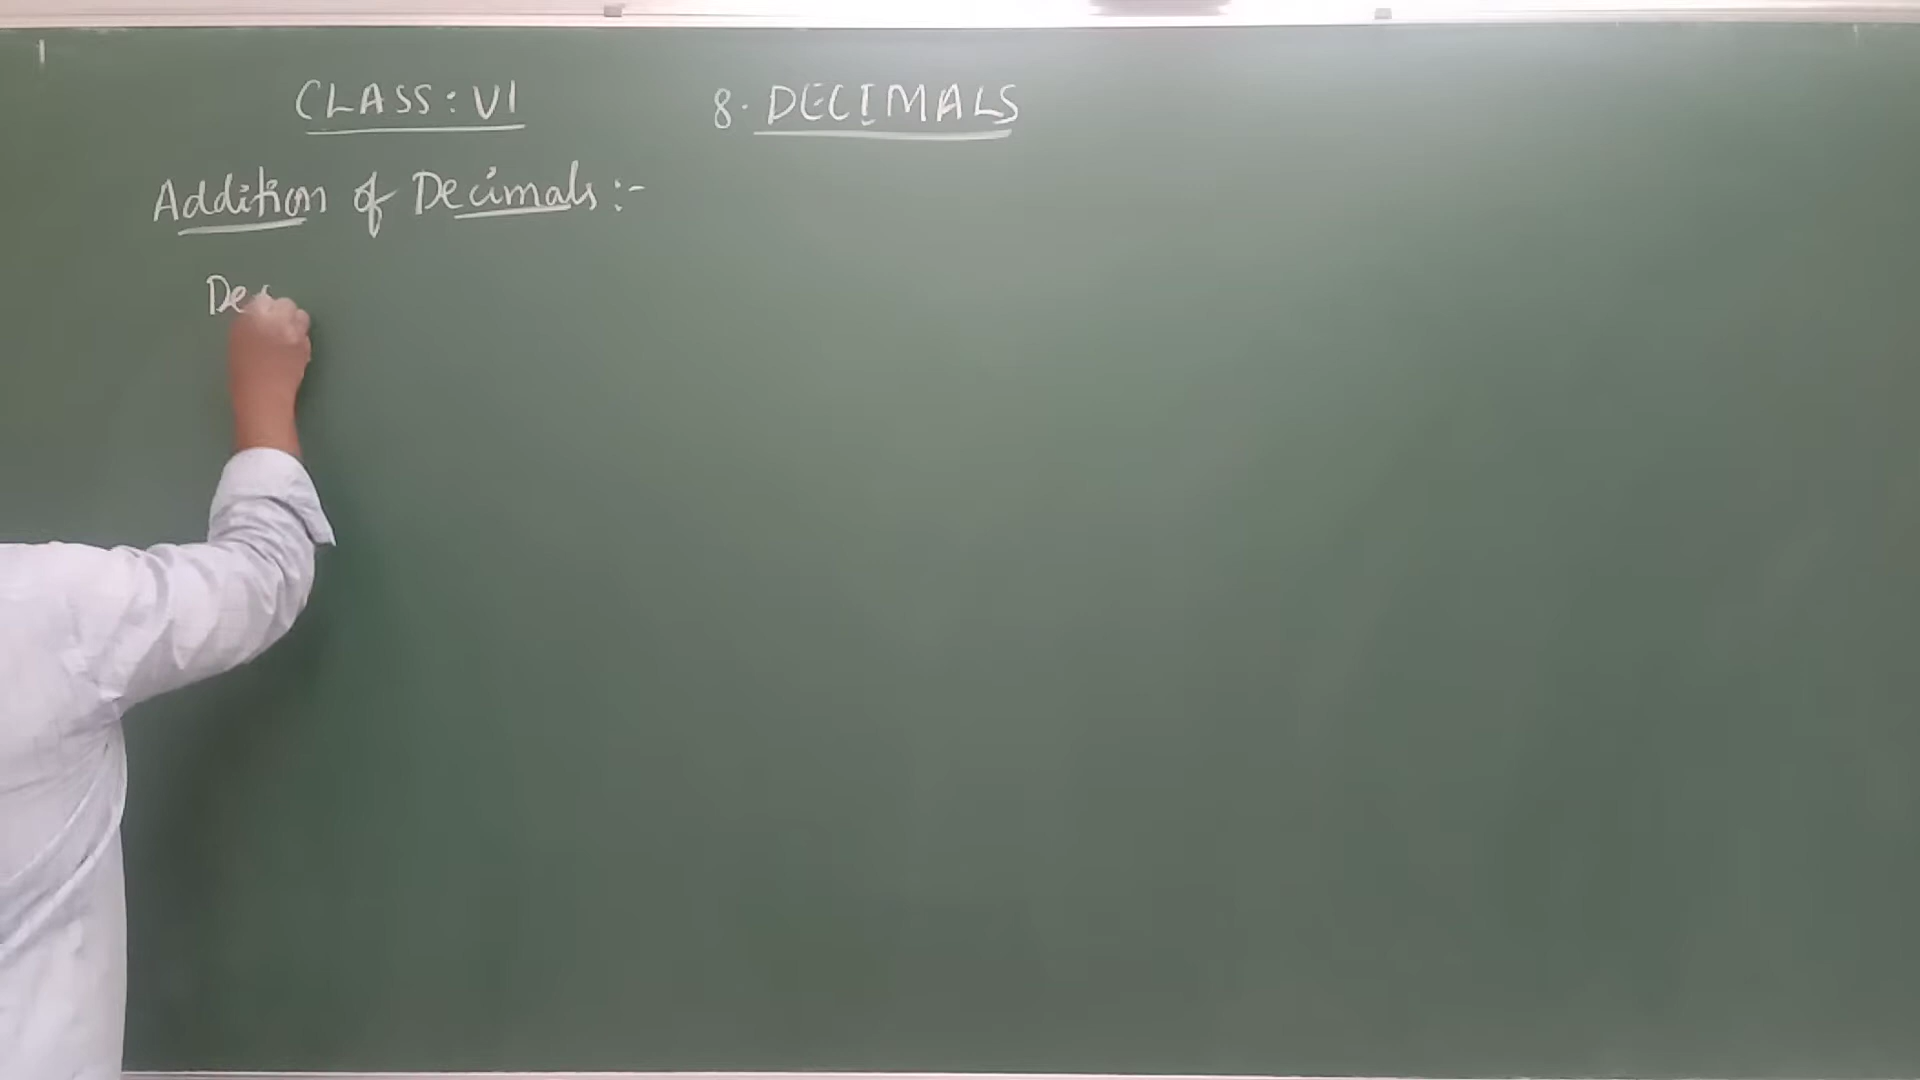 CLASS: VI 8. DECIMALS
Addition of Decimals :-